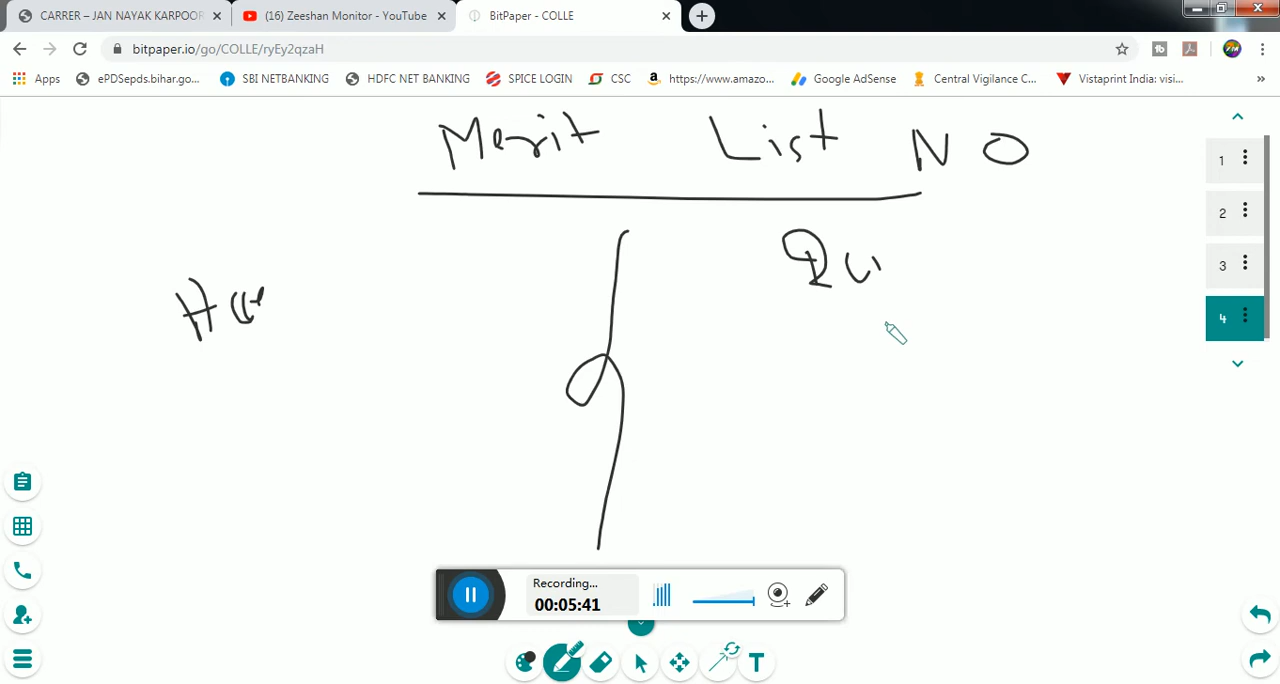 CARRER – JAN NAYAK KARPOOR
(16) Zeeshan Monitor - YouTube
BitPaper - COLLE
bitpaper.io/go/COLLE/ryEy2qzaH
Apps ePDSepds.bihar.go... SBI NETBANKING HDFC NET BANKING SPICE LOGIN CSC https://www.amazo... Google AdSense Central Vigilance C... Vistaprint India: visi... »
Merit List NO
1
2
3
4
Recording...
00:05:41
T